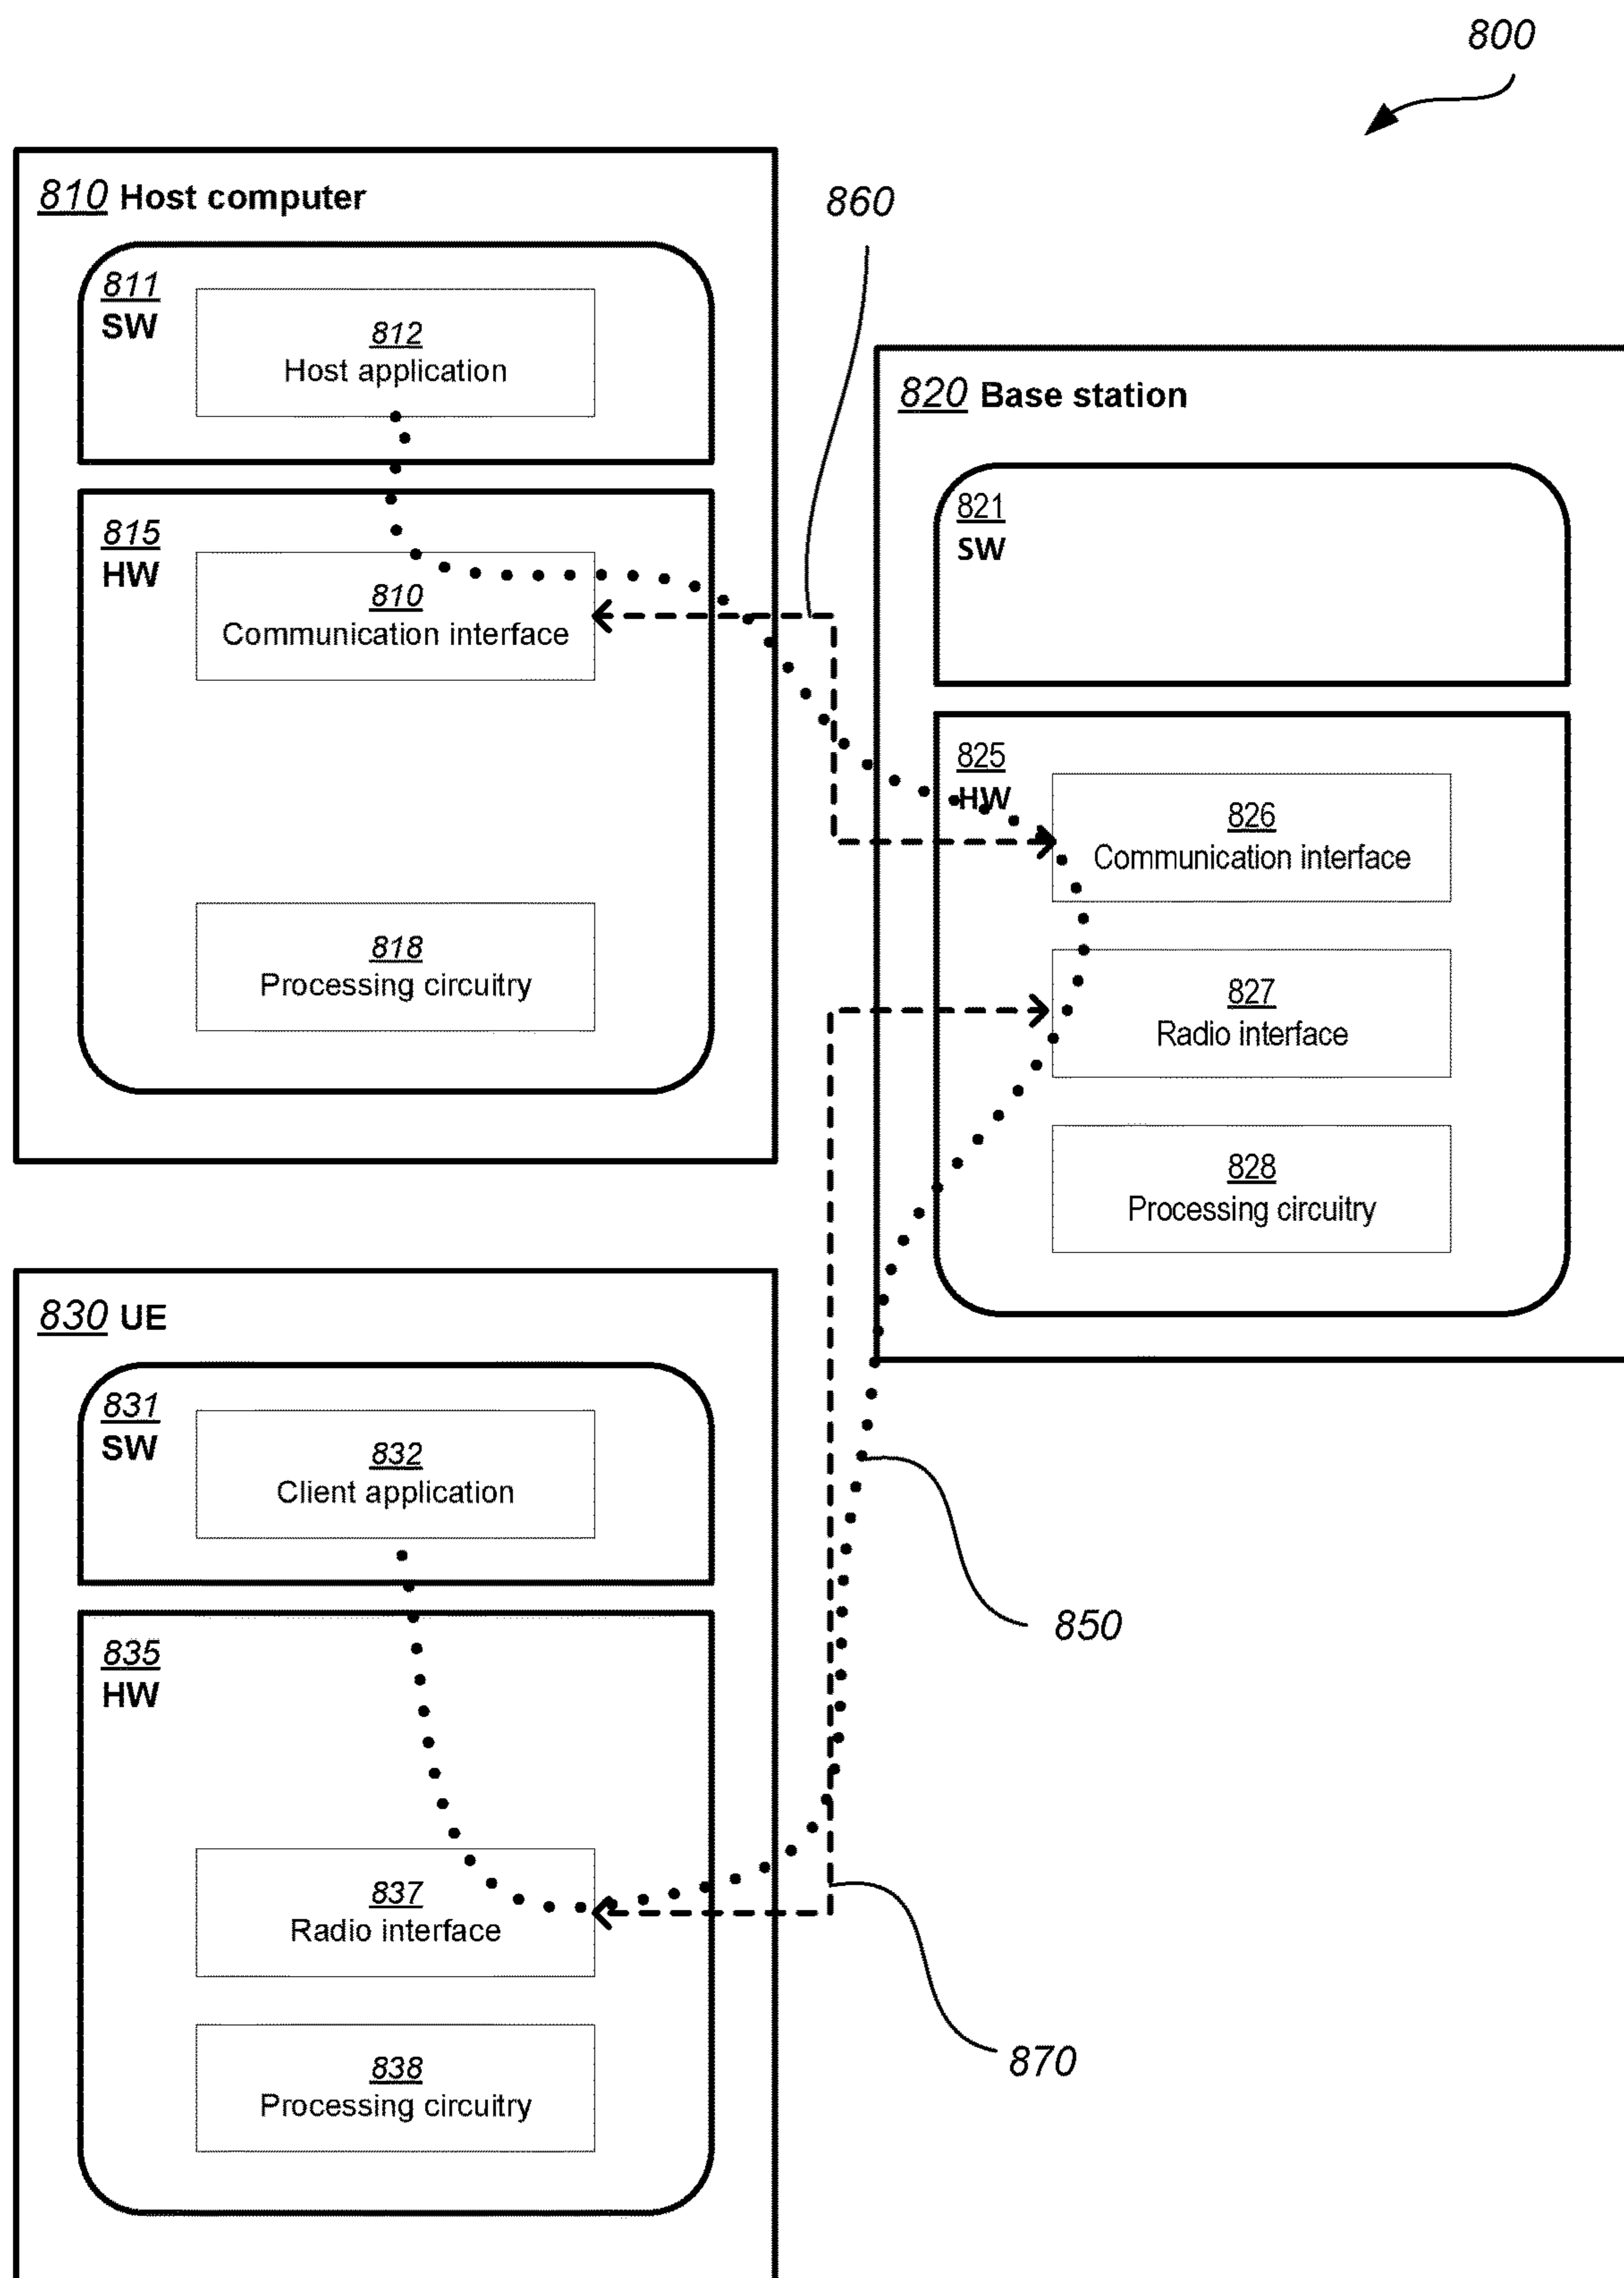 800
810 Host computer
811
SW
812
Host application
815
HW
810
Communication interface
818
Processing circuitry
860
820 Base station
821
SW
825
HW
826
Communication interface
827
Radio interface
828
Processing circuitry
830 UE
831
SW
832
Client application
835
HW
837
Radio interface
838
Processing circuitry
850
870